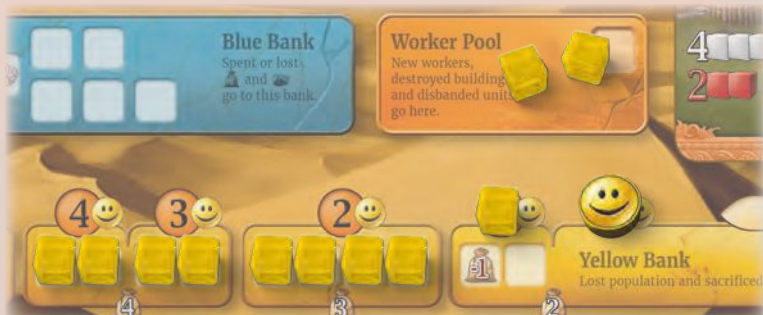 Blue Bank
Spent or lost
and
go to this bank.
Worker Pool
New workers,
destroyed building
and disbanded units
go here.
4
2
4
3
2
-1
Yellow Bank
Lost population and sacrificed
4
3
2